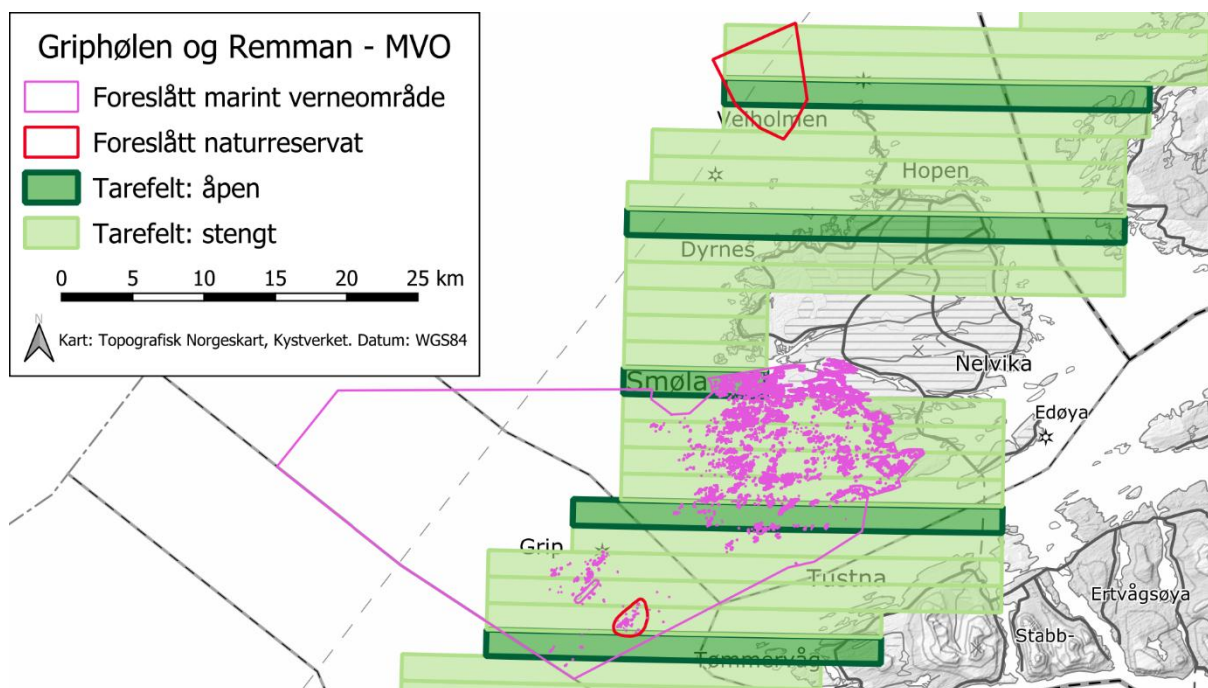 Griphølen og Remman - MVO
Foreslått marint verneområde
Foreslått naturreservat
Tarefelt: åpen
Tarefelt: stengt
0 5 10 15 20 25 km
N
Kart: Topografisk Norgeskart, Kystverket. Datum: WGS84
Veiholmen
Hopen
Dyrnes
Nelvika
Smøla
Edøya
Grip
Tustna
Ertvågsøya
Stabb-
Tømmervåg